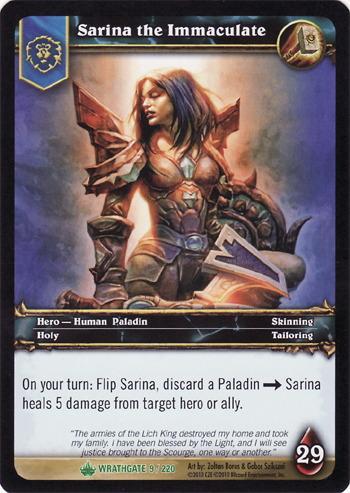 Sarina the Immaculate
Hero — Human Paladin Skinning
Holy Tailoring
On your turn: Flip Sarina, discard a Paladin → Sarina
heals 5 damage from target hero or ally.
"The armies of the Lich King destroyed my home and took
my family. I have been blessed by the Light, and I will see
justice brought to the Scourge, one way or another."
29
WRATHGATE 9/220
Art by: Zoltan Boros & Gabor Szikszai
©2010 CZE ©2010 Blizzard Entertainment, Inc.